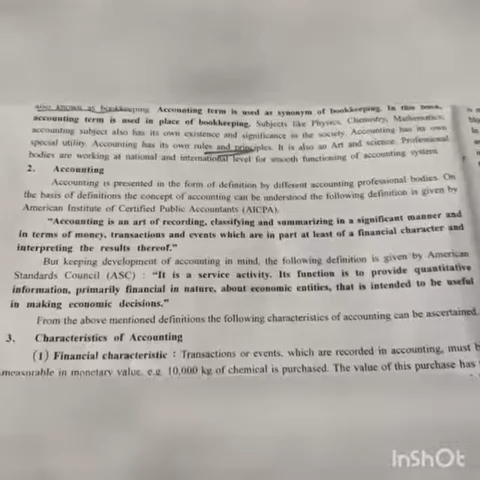 also known as bookkeeping. Accounting term is used as synonym of bookkeeping. In this book,
accounting term is used in place of bookkeeping. Subjects like Physics, Chemistry, Mathematics,
accounting subject also has its own existence and significance in the society. Accounting has its own
special utility. Accounting has its own rules and principles. It is also an Art and science. Professional
bodies are working at national and international level for smooth functioning of accounting system.
2. Accounting
Accounting is presented in the form of definition by different accounting professional bodies. On
the basis of definitions the concept of accounting can be understood the following definition is given by
American Institute of Certified Public Accountants (AICPA).
"Accounting is an art of recording, classifying and summarizing in a significant manner and
in terms of money, transactions and events which are in part at least of a financial character and
interpreting the results thereof."
But keeping development of accounting in mind, the following definition is given by American
Standards Council (ASC) : "It is a service activity. Its function is to provide quantitative
information, primarily financial in nature, about economic entities, that is intended to be useful
in making economic decisions."
From the above mentioned definitions the following characteristics of accounting can be ascertained.
3. Characteristics of Accounting
(1) Financial characteristic : Transactions or events, which are recorded in accounting, must b
measurable in monetary value. e.g. 10,000 kg of chemical is purchased. The value of this purchase has
InShOt